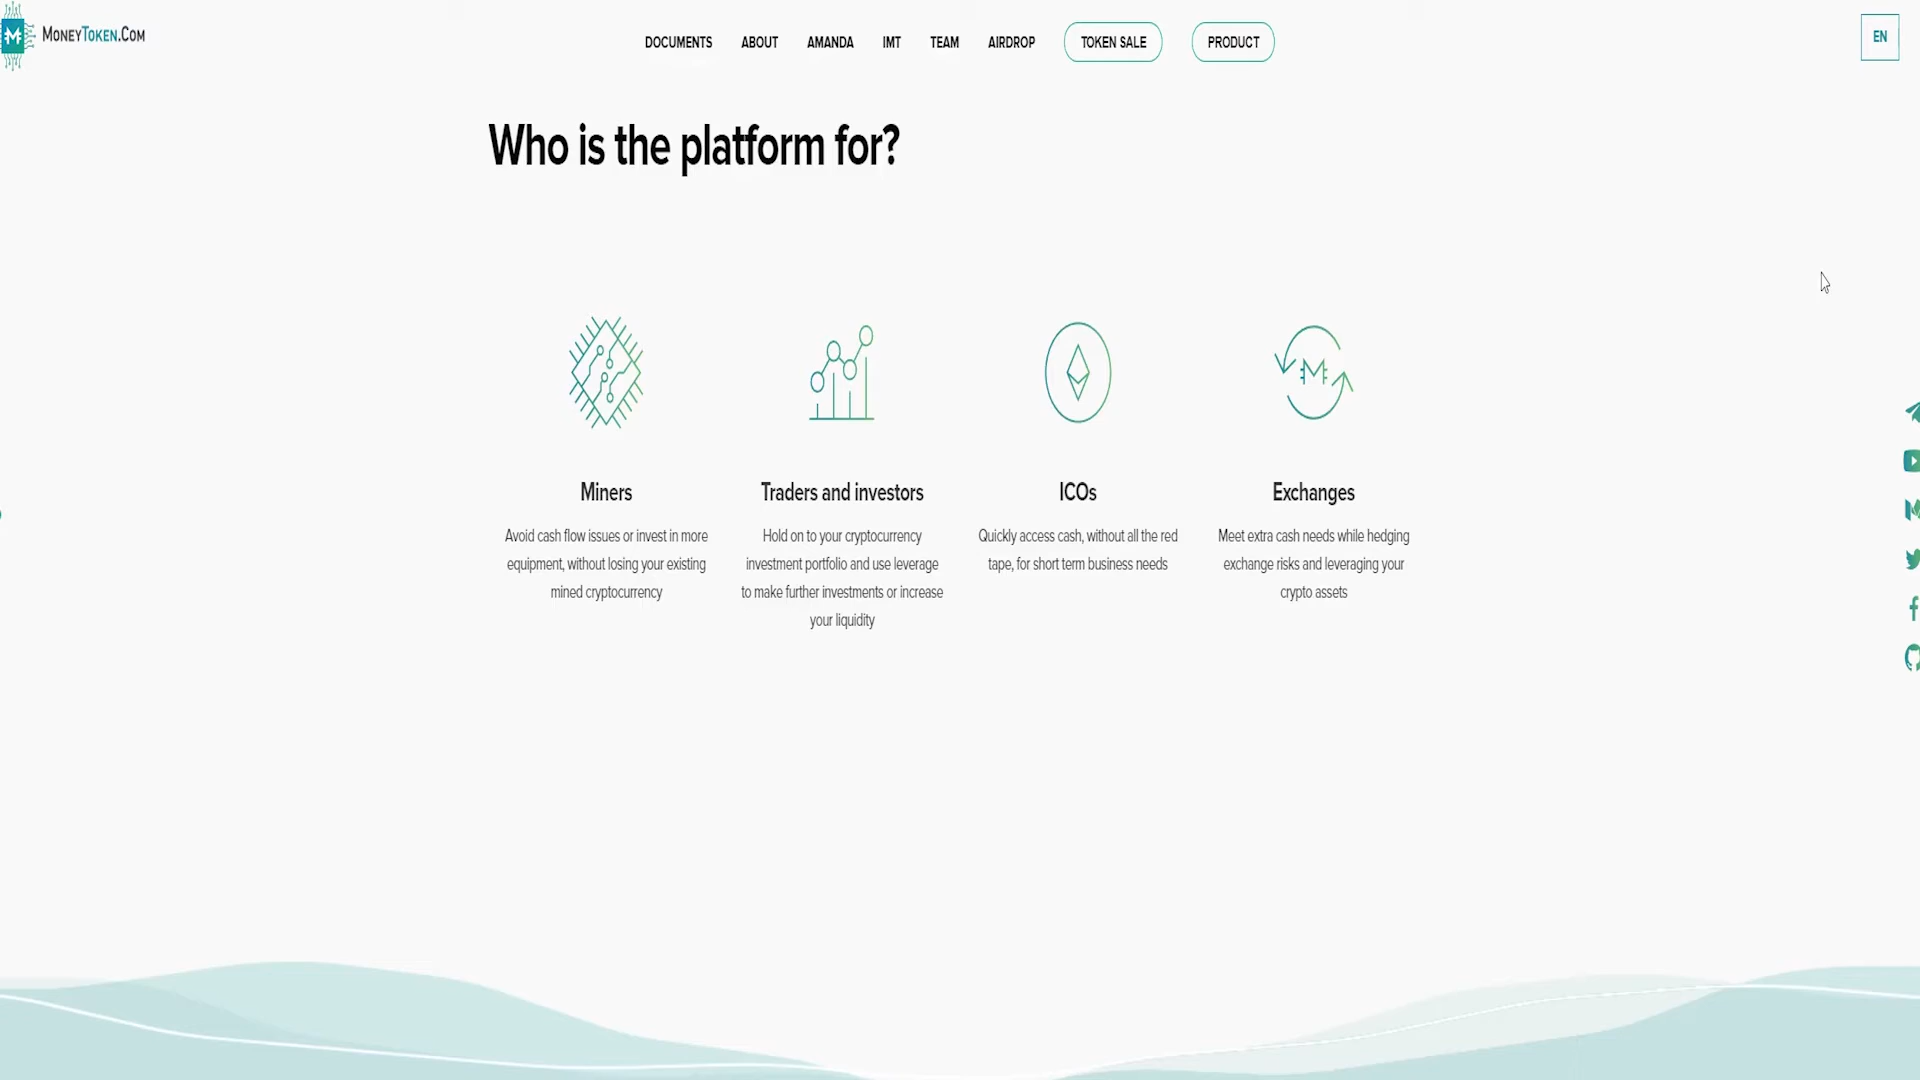 MoneyToken.Com
DOCUMENTS
ABOUT
AMANDA
IMT
TEAM
AIRDROP
TOKEN SALE
PRODUCT
EN
Who is the platform for?
Miners
Avoid cash flow issues or invest in more
equipment, without losing your existing
mined cryptocurrency
Traders and investors
Hold on to your cryptocurrency
investment portfolio and use leverage
to make further investments or increase
your liquidity
ICOs
Quickly access cash, without all the red
tape, for short term business needs
Exchanges
Meet extra cash needs while hedging
exchange risks and leveraging your
crypto assets